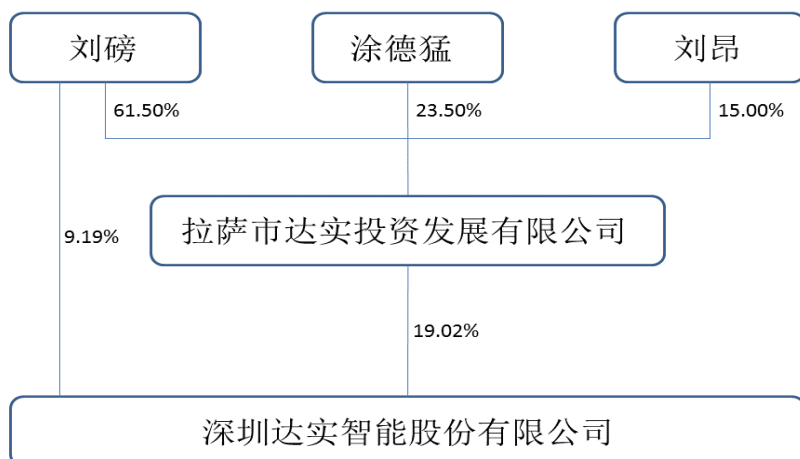 刘磅
涂德猛
刘昂
61.50%
23.50%
15.00%
拉萨市达实投资发展有限公司
9.19%
19.02%
深圳达实智能股份有限公司